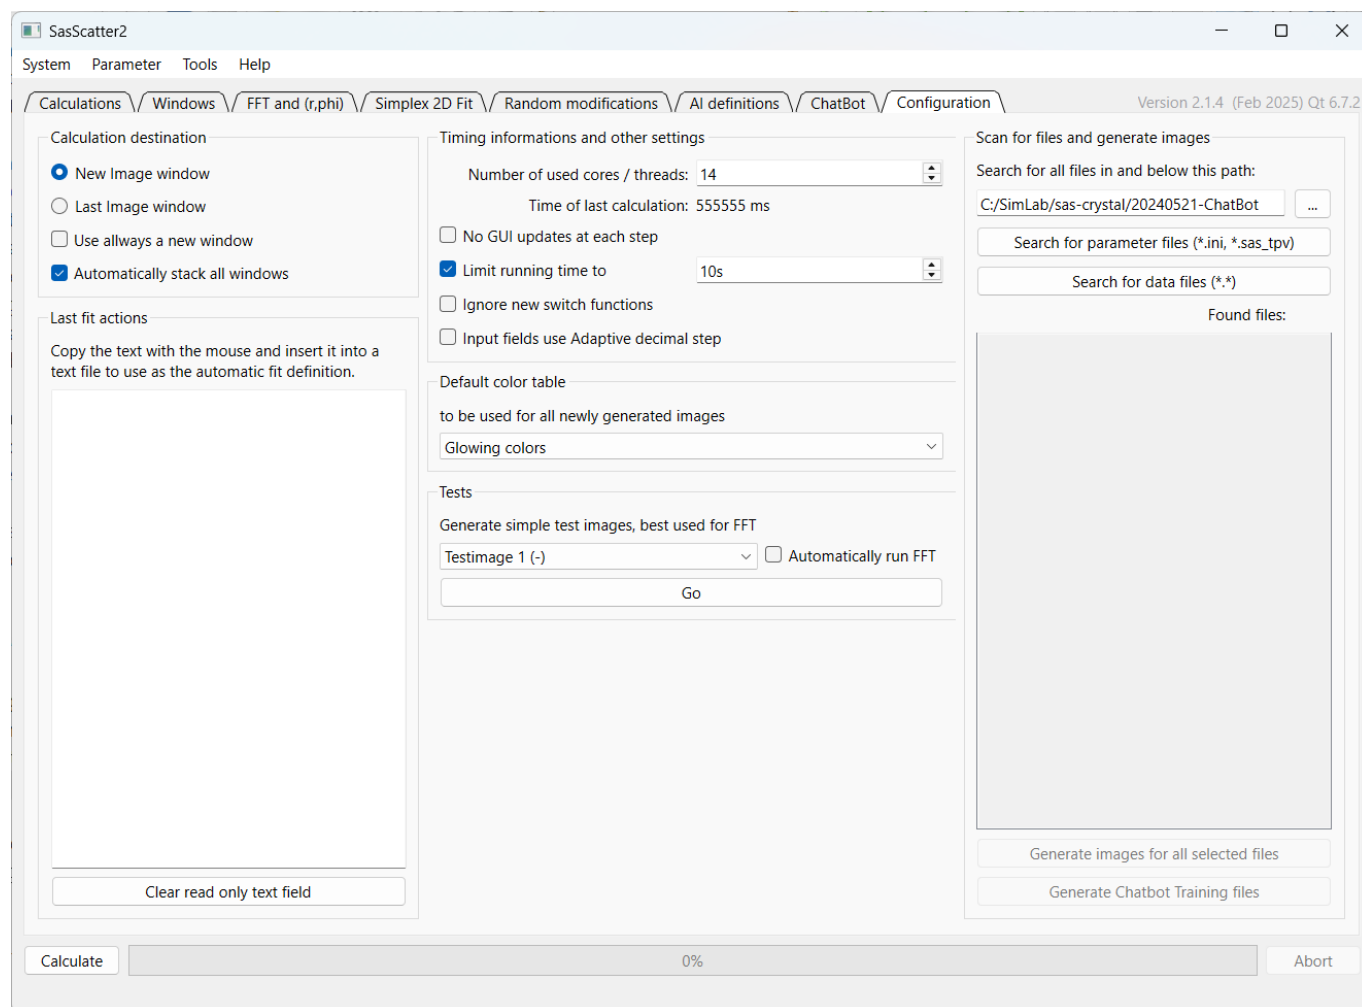 SasScatter2
System Parameter Tools Help
Calculations Windows FFT and (r,phi) Simplex 2D Fit Random modifications AI definitions ChatBot Configuration Version 2.1.4 (Feb 2025) Qt 6.7.2
Calculation destination
New Image window
Last Image window
Use allways a new window
Automatically stack all windows
Last fit actions
Copy the text with the mouse and insert it into a
text file to use as the automatic fit definition.
Clear read only text field
Timing informations and other settings
Number of used cores / threads: 14
Time of last calculation: 555555 ms
No GUI updates at each step
Limit running time to 10s
Ignore new switch functions
Input fields use Adaptive decimal step
Default color table
to be used for all newly generated images
Glowing colors
Tests
Generate simple test images, best used for FFT
Testimage 1 (-) Automatically run FFT
Go
Scan for files and generate images
Search for all files in and below this path:
C:/SimLab/sas-crystal/20240521-ChatBot ...
Search for parameter files (*.ini, *.sas_tpv)
Search for data files (*.*)
Found files:
Generate images for all selected files
Generate Chatbot Training files
Calculate 0% Abort